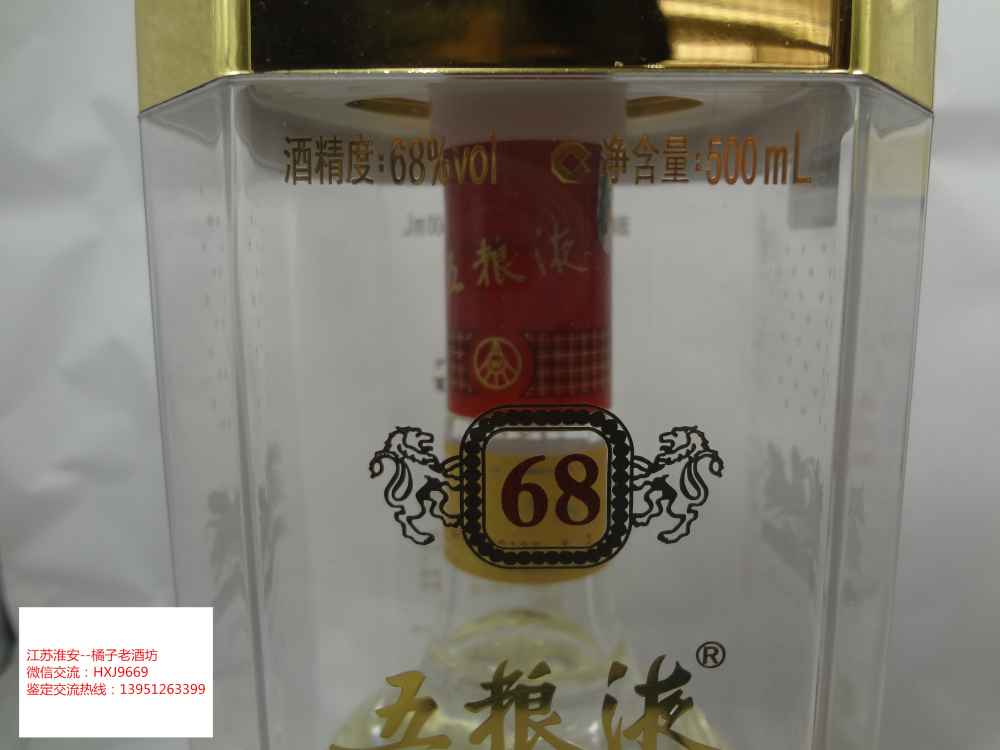 酒精度:68%vol 净含量:500mL
五粮液
68
五粮液®
江苏淮安--橘子老酒坊
微信交流：HXJ9669
鉴定交流热线：13951263399